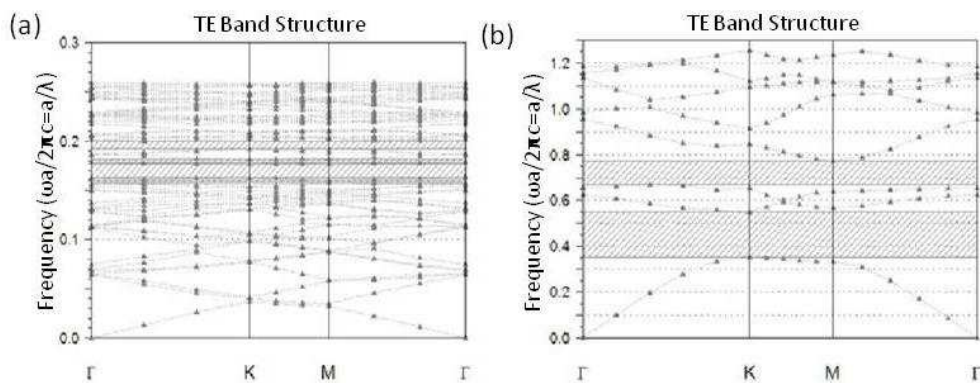 (a)
TE Band Structure
Frequency (ωa/2πc=a/λ)
0.3
0.2
0.1
0.0
Γ
K
M
Γ
(b)
TE Band Structure
Frequency (ωa/2πc=a/λ)
1.2
1.0
0.8
0.6
0.4
0.2
0.0
Γ
K
M
Γ